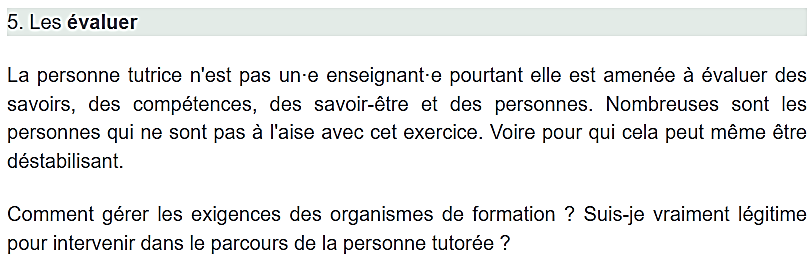 5. Les évaluer
La personne tutrice n'est pas un·e enseignant·e pourtant elle est amenée à évaluer des
savoirs, des compétences, des savoir-être et des personnes. Nombreuses sont les
personnes qui ne sont pas à l'aise avec cet exercice. Voire pour qui cela peut même être
déstabilisant.
Comment gérer les exigences des organismes de formation ? Suis-je vraiment légitime
pour intervenir dans le parcours de la personne tutorée ?